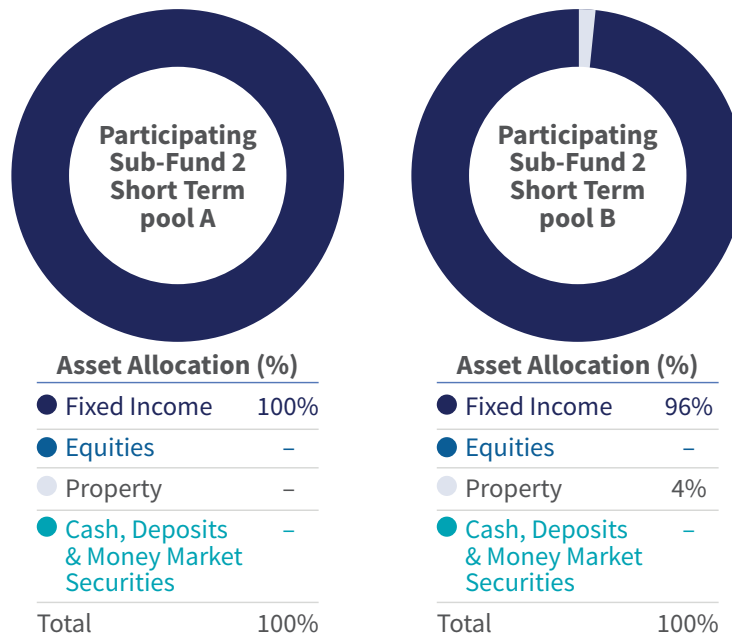 Participating
Sub-Fund 2
Short Term
pool A
Asset Allocation (%)
Fixed Income 100%
Equities –
Property –
Cash, Deposits –
& Money Market
Securities
Total 100%
Participating
Sub-Fund 2
Short Term
pool B
Asset Allocation (%)
Fixed Income 96%
Equities –
Property 4%
Cash, Deposits –
& Money Market
Securities
Total 100%